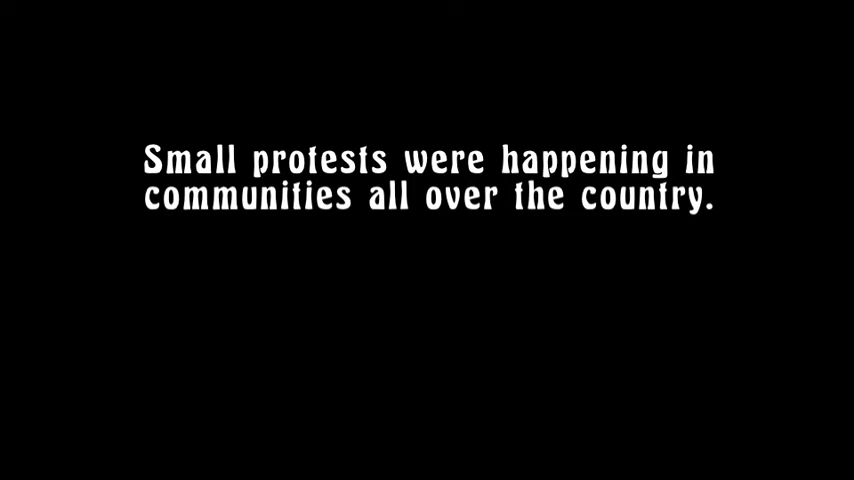 Small protests were happening in
communities all over the country.